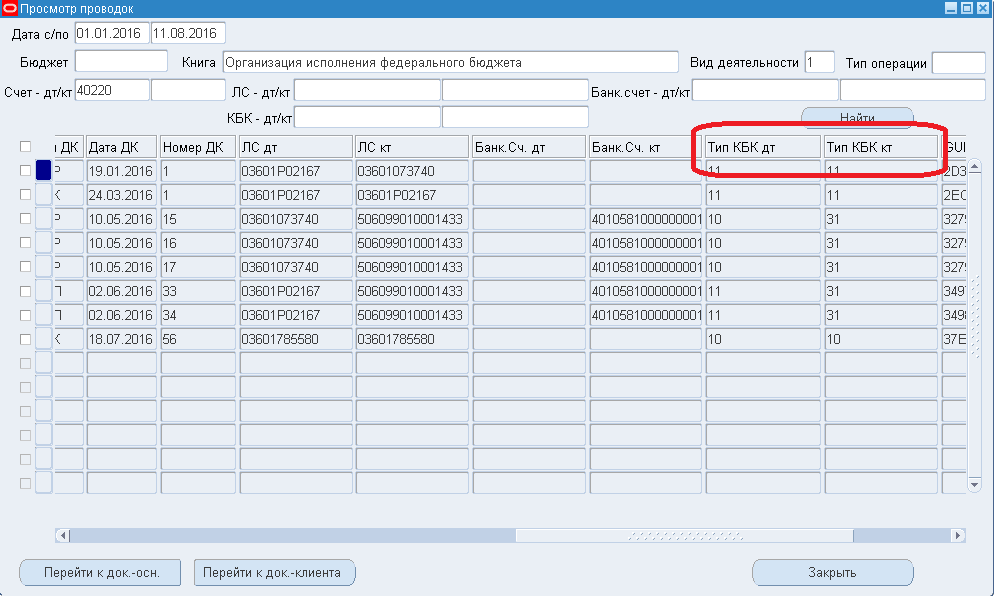 Просмотр проводок
Дата с/по 01.01.2016 11.08.2016
Бюджет Книга Организация исполнения федерального бюджета Вид деятельности 1 Тип операции
Счет - дт/кт 40220 ЛС - дт/кт Банк.счет - дт/кт
КБК - дт/кт Найти
ДК Дата ДК Номер ДК ЛС дт ЛС кт Банк.Сч. дт Банк.Сч. кт Тип КБК дт Тип КБК кт GUI
Р 19.01.2016 1 03601P02167 03601073740 11 11 2D3
К 24.03.2016 1 03601P02167 03601P02167 11 11 2EC
Р 10.05.2016 15 03601073740 506099010001433 4010581000000001 10 31 327
Р 10.05.2016 16 03601073740 506099010001433 4010581000000001 10 31 327
Р 10.05.2016 17 03601073740 506099010001433 4010581000000001 10 31 327
П 02.06.2016 33 03601P02167 506099010001433 4010581000000001 11 31 349
П 02.06.2016 34 03601P02167 506099010001433 4010581000000001 11 31 349
К 18.07.2016 56 03601785580 03601785580 10 10 37E
Перейти к док.-осн. Перейти к док.-клиента Закрыть